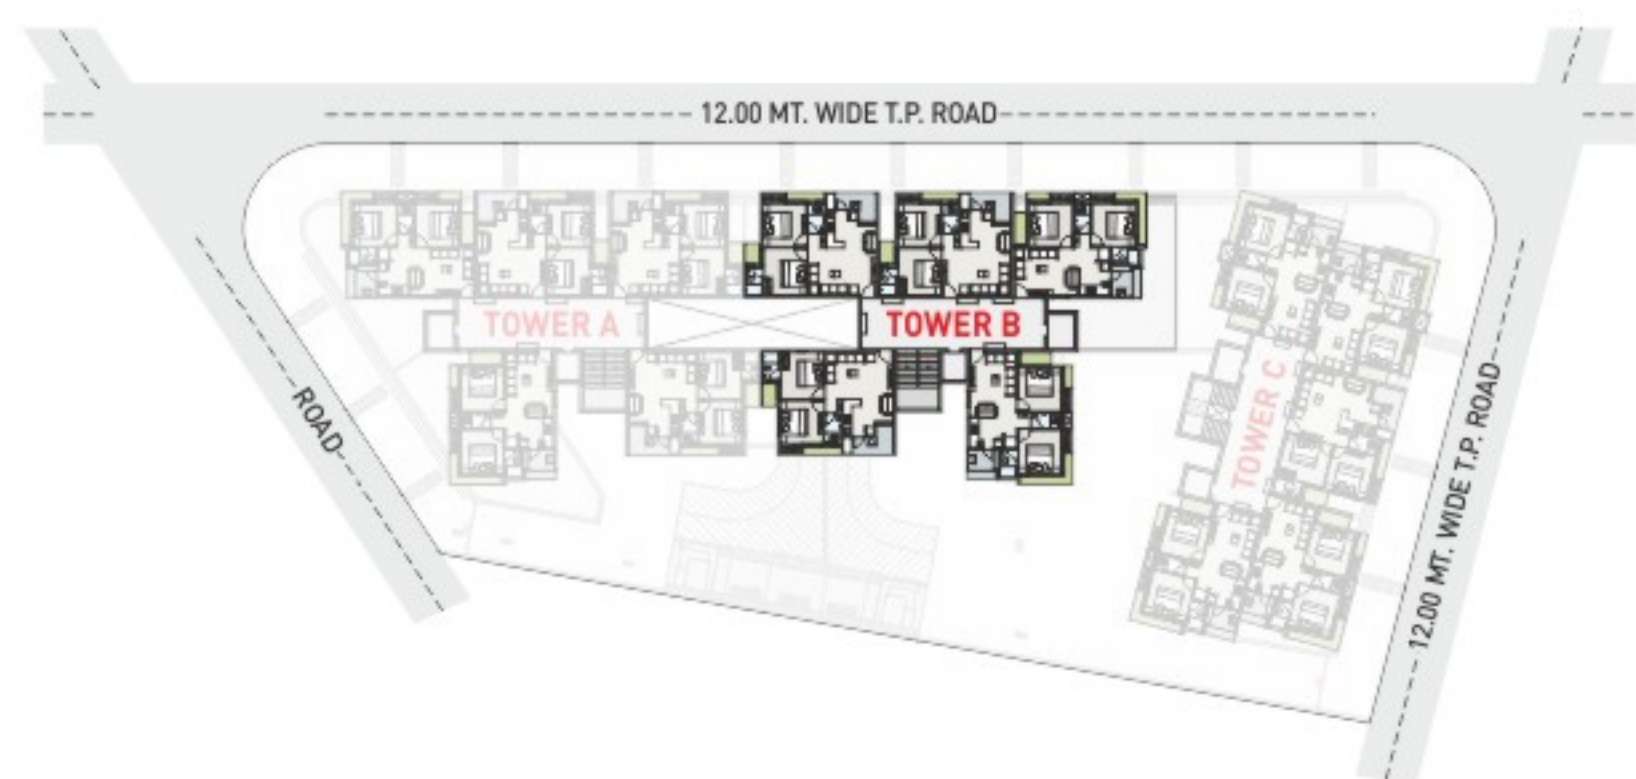 12.00 MT. WIDE T.P. ROAD
TOWER A
TOWER B
TOWER C
ROAD
12.00 MT. WIDE T.P. ROAD